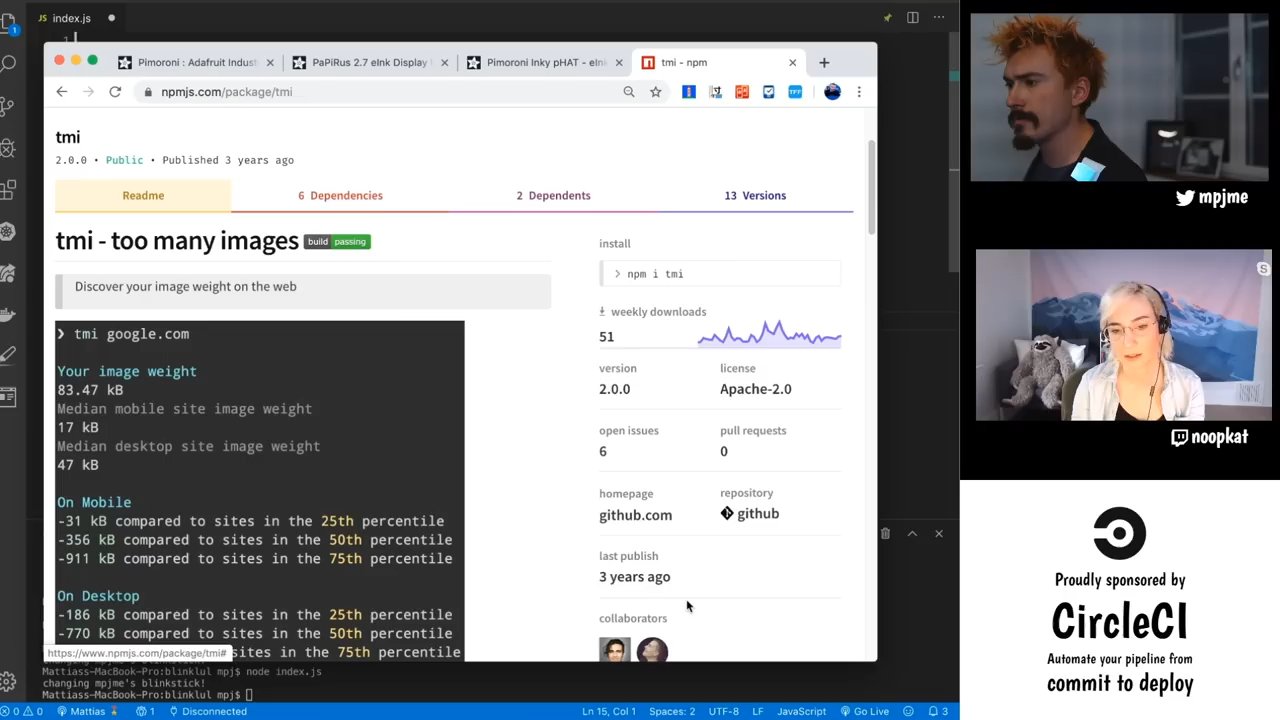 JS index.js
Pimoroni : Adafruit Indust
PaPiRus 2.7 eInk Display
Pimoroni Inky pHAT - eInk
tmi - npm
npmjs.com/package/tmi
TFF
tmi
2.0.0 • Public • Published 3 years ago
Readme
6 Dependencies
2 Dependents
13 Versions
tmi - too many images
build passing
Discover your image weight on the web
❯ tmi google.com
Your image weight
83.47 kB
Median mobile site image weight
17 kB
Median desktop site image weight
47 kB
On Mobile
-31 kB compared to sites in the 25th percentile
-356 kB compared to sites in the 50th percentile
-911 kB compared to sites in the 75th percentile
On Desktop
-186 kB compared to sites in the 25th percentile
-770 kB compared to sites in the 50th percentile
sites in the 75th percentile
https://www.npmjs.com/package/tmi#
install
> npm i tmi
weekly downloads
51
version
2.0.0
license
Apache-2.0
open issues
6
pull requests
0
homepage
github.com
repository
github
last publish
3 years ago
collaborators
changing mpjme's blinkstick!
Mattiass-MacBook-Pro:blinklul mpj$ node index.js
changing mpjme's blinkstick!
Mattiass-MacBook-Pro:blinklul mpj$
0 0
Mattias
1
Disconnected
Ln 15, Col 1
Spaces: 2
UTF-8
LF
JavaScript
Go Live
3
mpjme
noopkat
Proudly sponsored by
CircleCI
Automate your pipeline from
commit to deploy